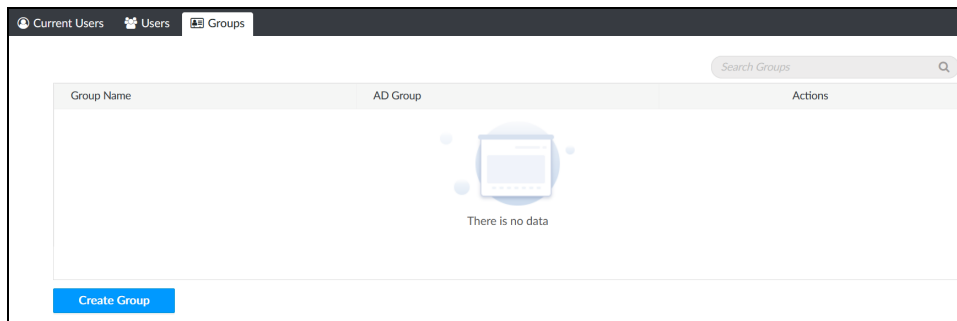 Current Users Users Groups
Search Groups
Group Name AD Group Actions
There is no data
Create Group